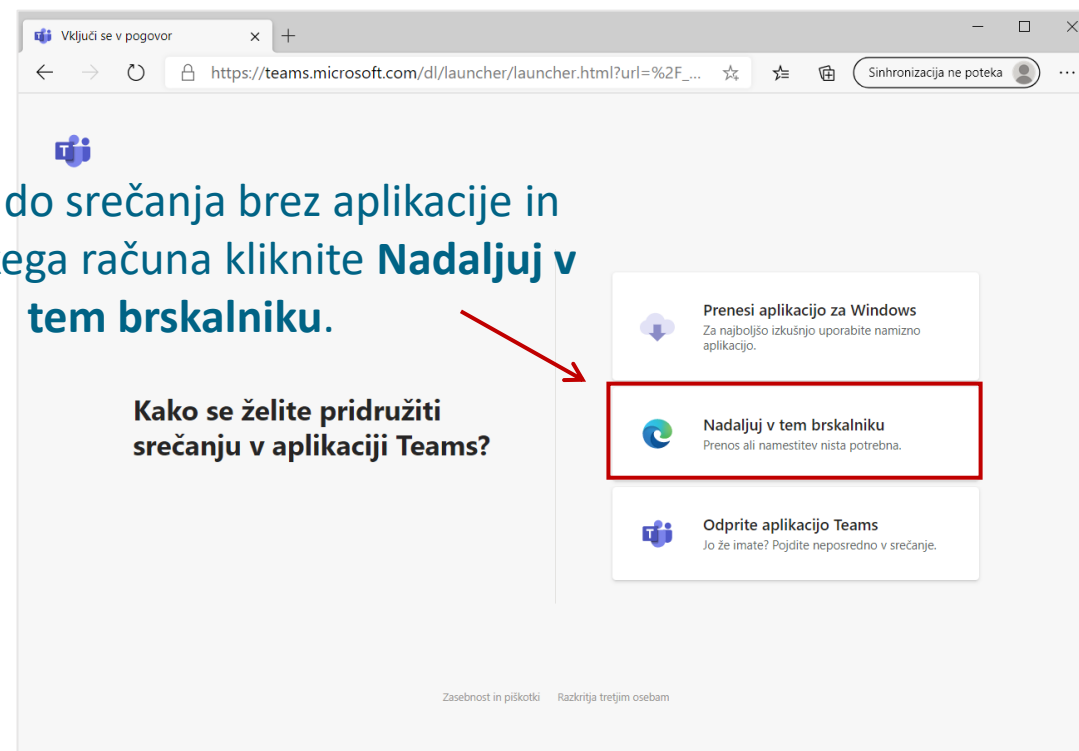 Vključi se v pogovor
https://teams.microsoft.com/dl/launcher/launcher.html?url=%2F_...
Sinhronizacija ne poteka
do srečanja brez aplikacije in
ega računa kliknite Nadaljuj v
tem brskalniku.
Kako se želite pridružiti
srečanju v aplikaciji Teams?
Prenesi aplikacijo za Windows
Za najboljšo izkušnjo uporabite namizno
aplikacijo.
Nadaljuj v tem brskalniku
Prenos ali namestitev nista potrebna.
Odprite aplikacijo Teams
Jo že imate? Pojdite neposredno v srečanje.
Zasebnost in piškotki Razkritja tretjim osebam